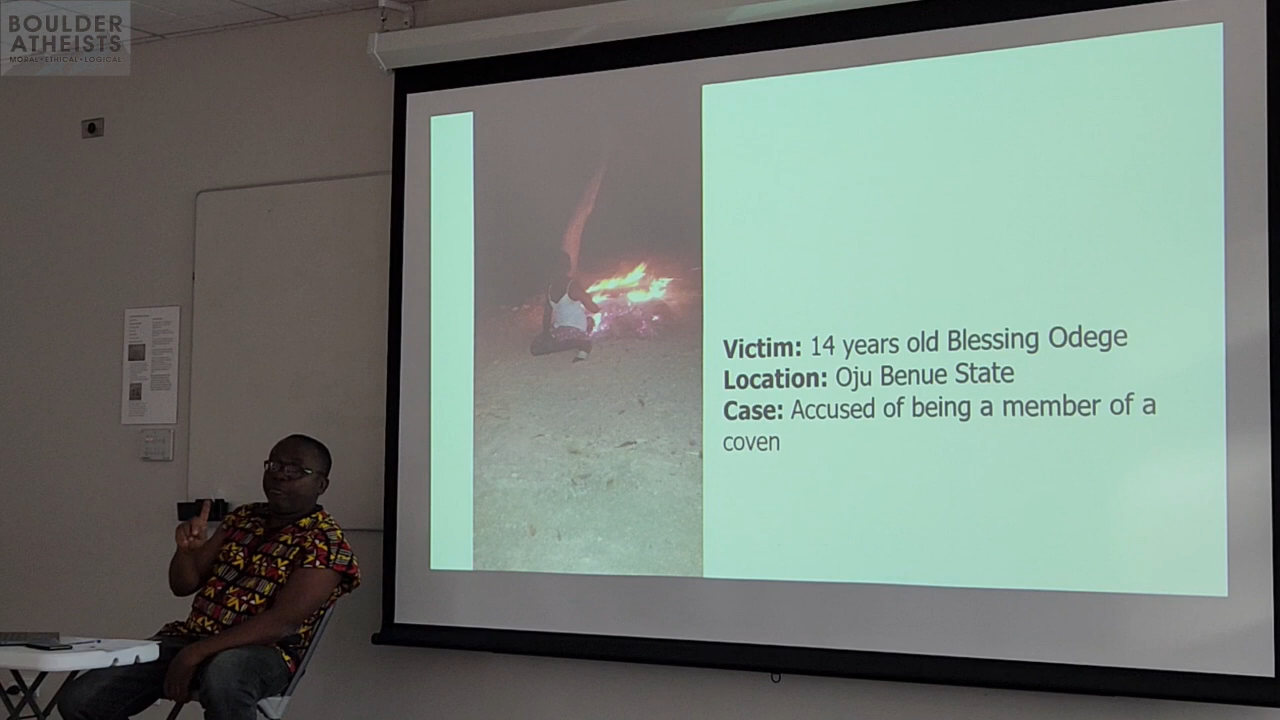 BOULDER
ATHEISTS
MORAL•ETHICAL•LOGICAL
Victim: 14 years old Blessing Odege
Location: Oju Benue State
Case: Accused of being a member of a
coven